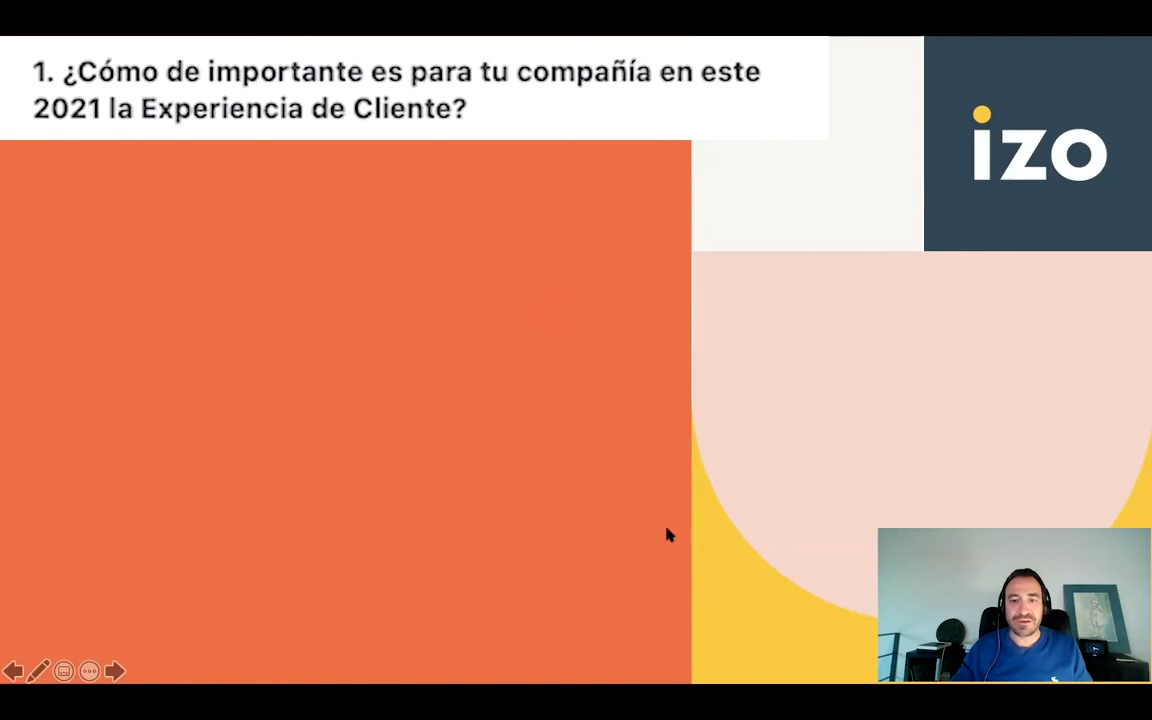 1. ¿Cómo de importante es para tu compañía en este
2021 la Experiencia de Cliente?
izo